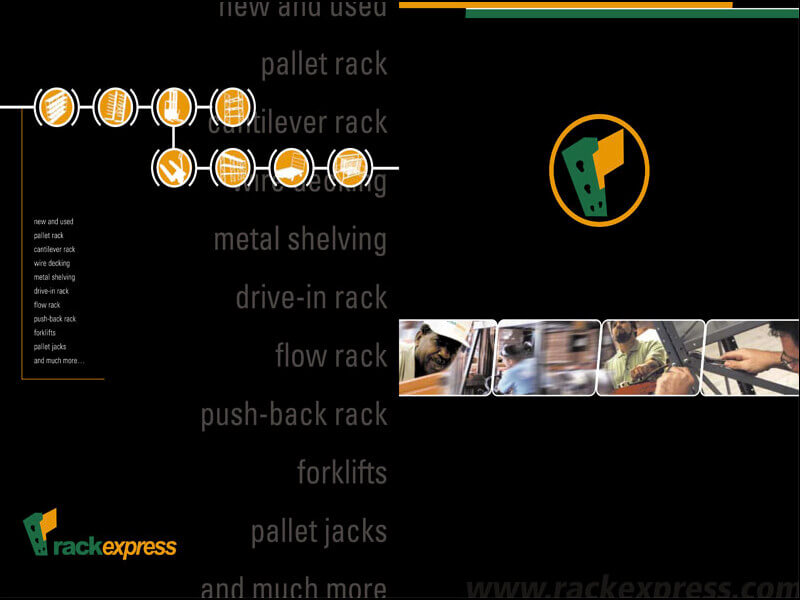 new and used
pallet rack
cantilever rack
wire decking
metal shelving
drive-in rack
flow rack
push-back rack
forklifts
pallet jacks
and much more
new and used
pallet rack
cantilever rack
wire decking
metal shelving
drive-in rack
flow rack
push-back rack
forklifts
pallet jacks
and much more...
rackexpress
www.rackexpress.com